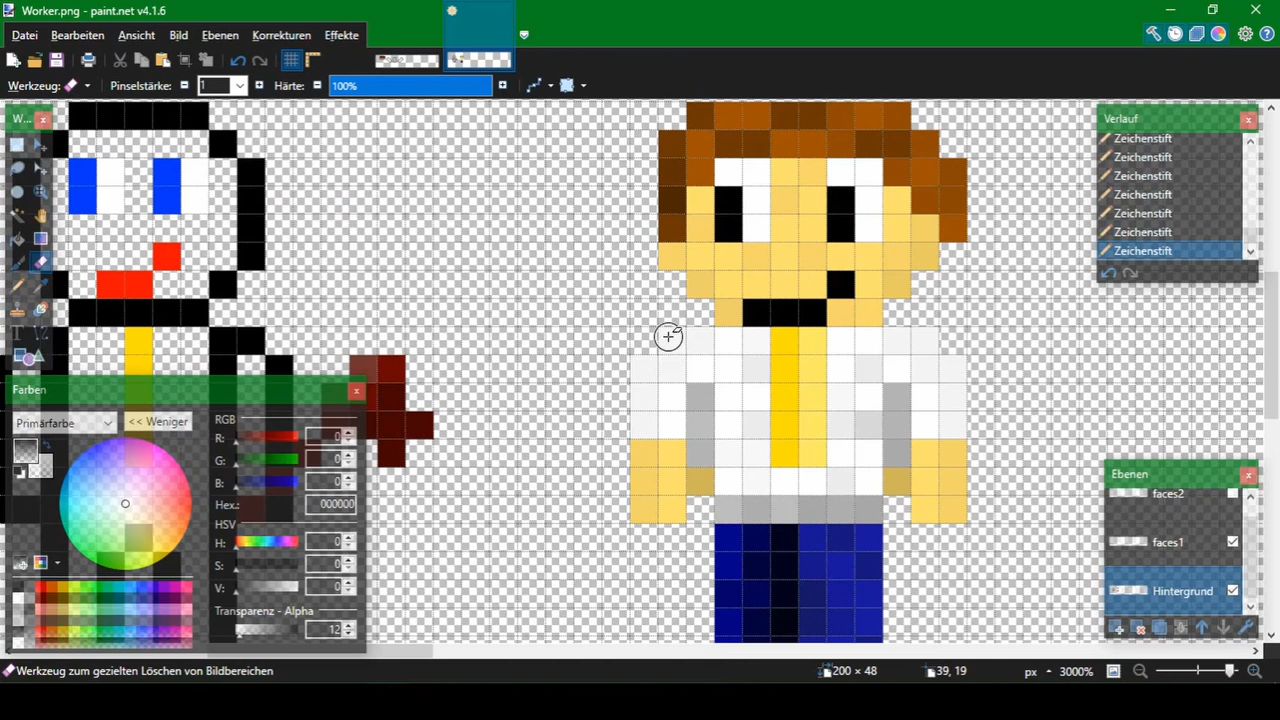 Worker.png - paint.net v4.1.6
Datei Bearbeiten Ansicht Bild Ebenen Korrekturen Effekte
Werkzeug: Pinselstärke: 1 Härte: 100%
W...
Verlauf
Zeichenstift
Zeichenstift
Zeichenstift
Zeichenstift
Zeichenstift
Zeichenstift
Zeichenstift
Farben
Primärfarbe << Weniger
RGB
R: 0
G: 0
B: 0
Hex: 000000
HSV
H: 0
S: 0
V: 0
Transparenz - Alpha
12
Ebenen
faces2
faces1
Hintergrund
Werkzeug zum gezielten Löschen von Bildbereichen 200 × 48 39, 19 px 3000%